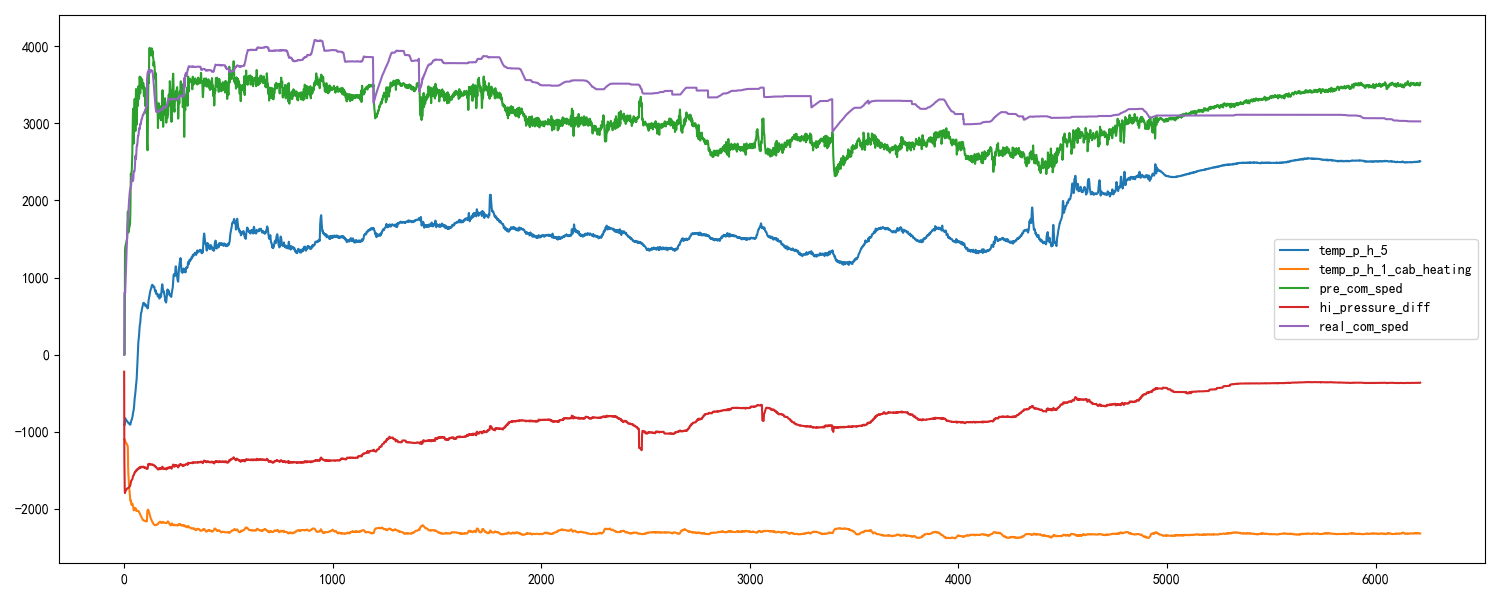 4000
3000
2000
1000
0
−1000
−2000
temp_p_h_5
temp_p_h_1_cab_heating
pre_com_sped
hi_pressure_diff
real_com_sped
0 1000 2000 3000 4000 5000 6000